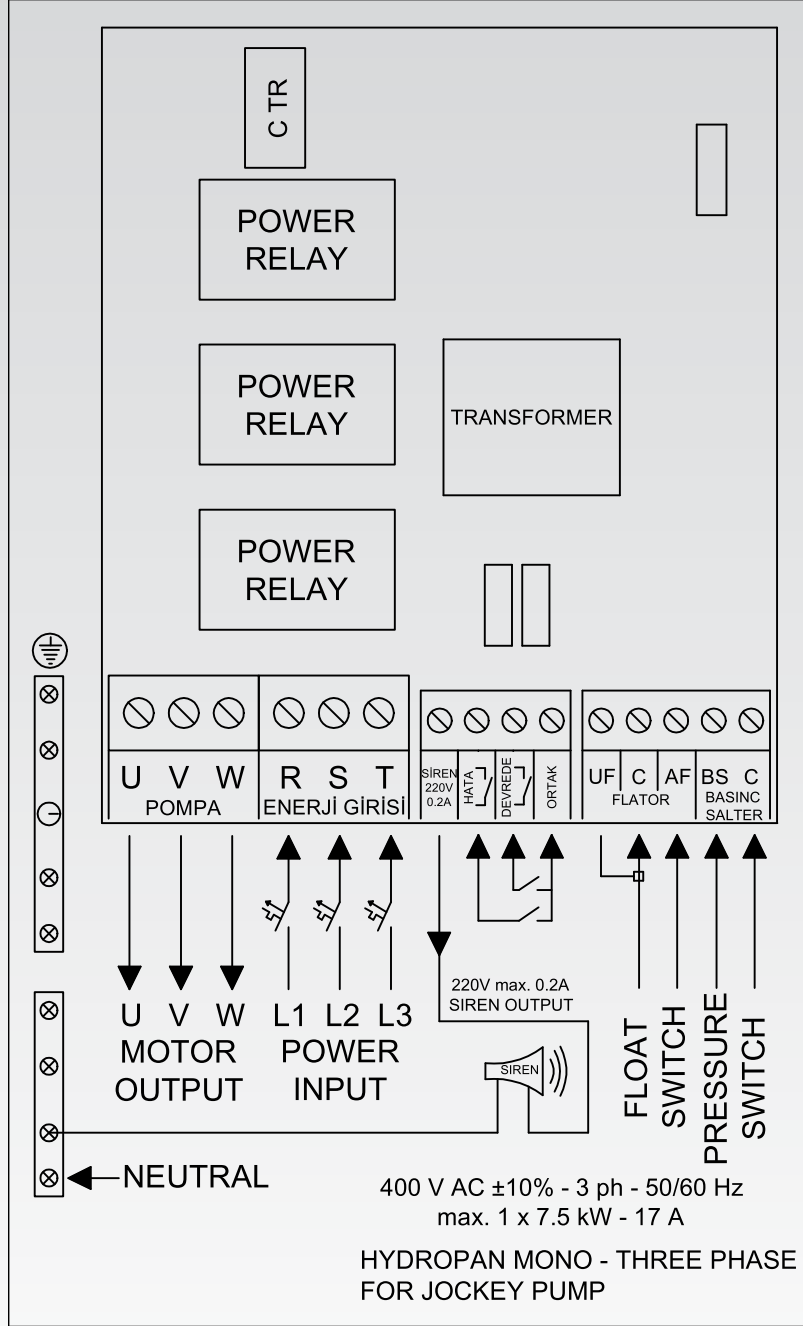 C TR
POWER
RELAY
POWER
RELAY
TRANSFORMER
POWER
RELAY
U V W
POMPA
R S T
ENERJİ GİRİSİ
SİREN
220V
0.2A
HATA
DEVREDE
ORTAK
UF C AF
FLATOR
BS C
BASINC
SALTER
U V W
MOTOR
OUTPUT
L1 L2 L3
POWER
INPUT
220V max. 0.2A
SIREN OUTPUT
SIREN
FLOAT
SWITCH
PRESSURE
SWITCH
NEUTRAL
400 V AC ±10% - 3 ph - 50/60 Hz
max. 1 x 7.5 kW - 17 A
HYDROPAN MONO - THREE PHASE
FOR JOCKEY PUMP